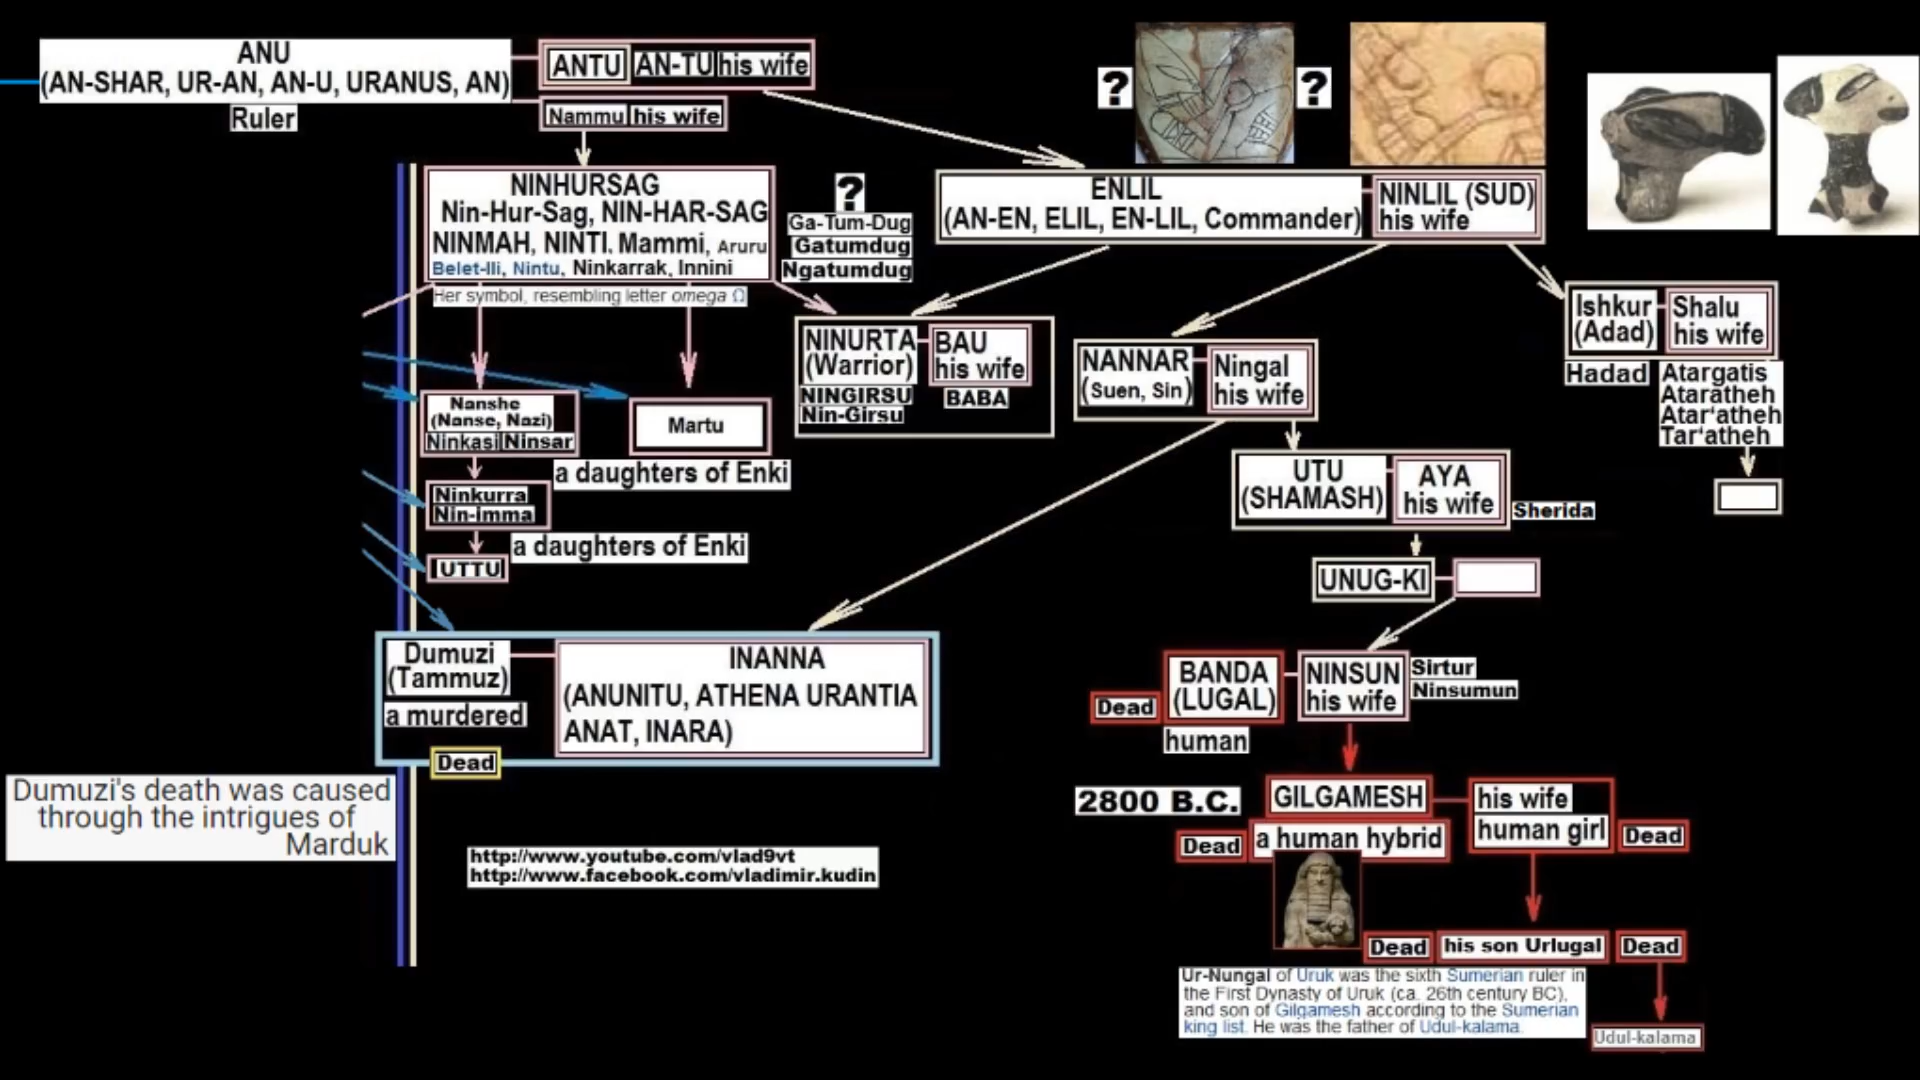 ANU
(AN-SHAR, UR-AN, AN-U, URANUS, AN)
Ruler
ANTU AN-TU his wife
Nammu his wife
?
?
NINHURSAG
Nin-Hur-Sag, NIN-HAR-SAG
NINMAH, NINTI. Mammi, Aruru
Belet-Ili, Nintu, Ninkarrak, Innini
Her symbol, resembling letter omega Ω
?
Ga-Tum-Dug
Gatumdug
Ngatumdug
ENLIL
(AN-EN, ELIL, EN-LIL, Commander)
NINLIL (SUD)
his wife
Ishkur
(Adad)
Shalu
his wife
Hadad
Atargatis
Ataratheh
Atar‘atheh
Tar‘atheh
NINURTA
(Warrior)
NINGIRSU
Nin-Girsu
BAU
his wife
BABA
NANNAR
(Suen, Sin)
Ningal
his wife
Nanshe
(Nanse, Nazi)
Ninkasi Ninsar
Martu
a daughters of Enki
Ninkurra
Nin-imma
a daughters of Enki
UTTU
UTU
(SHAMASH)
AYA
his wife
Sherida
UNUG-KI
Dumuzi
(Tammuz)
a murdered
Dead
INANNA
(ANUNITU, ATHENA URANTIA
ANAT, INARA)
Dead
BANDA
(LUGAL)
human
NINSUN
his wife
Sirtur
Ninsumun
Dumuzi's death was caused
through the intrigues of
Marduk
http://www.youtube.com/vlad9vt
http://www.facebook.com/vladimir.kudin
2800 B.C.
GILGAMESH
Dead
a human hybrid
his wife
human girl
Dead
Dead
his son Urlugal
Dead
Ur-Nungal of Uruk was the sixth Sumerian ruler in
the First Dynasty of Uruk (ca. 26th century BC),
and son of Gilgamesh according to the Sumerian
king list. He was the father of Udul-kalama.
Udul-kalama